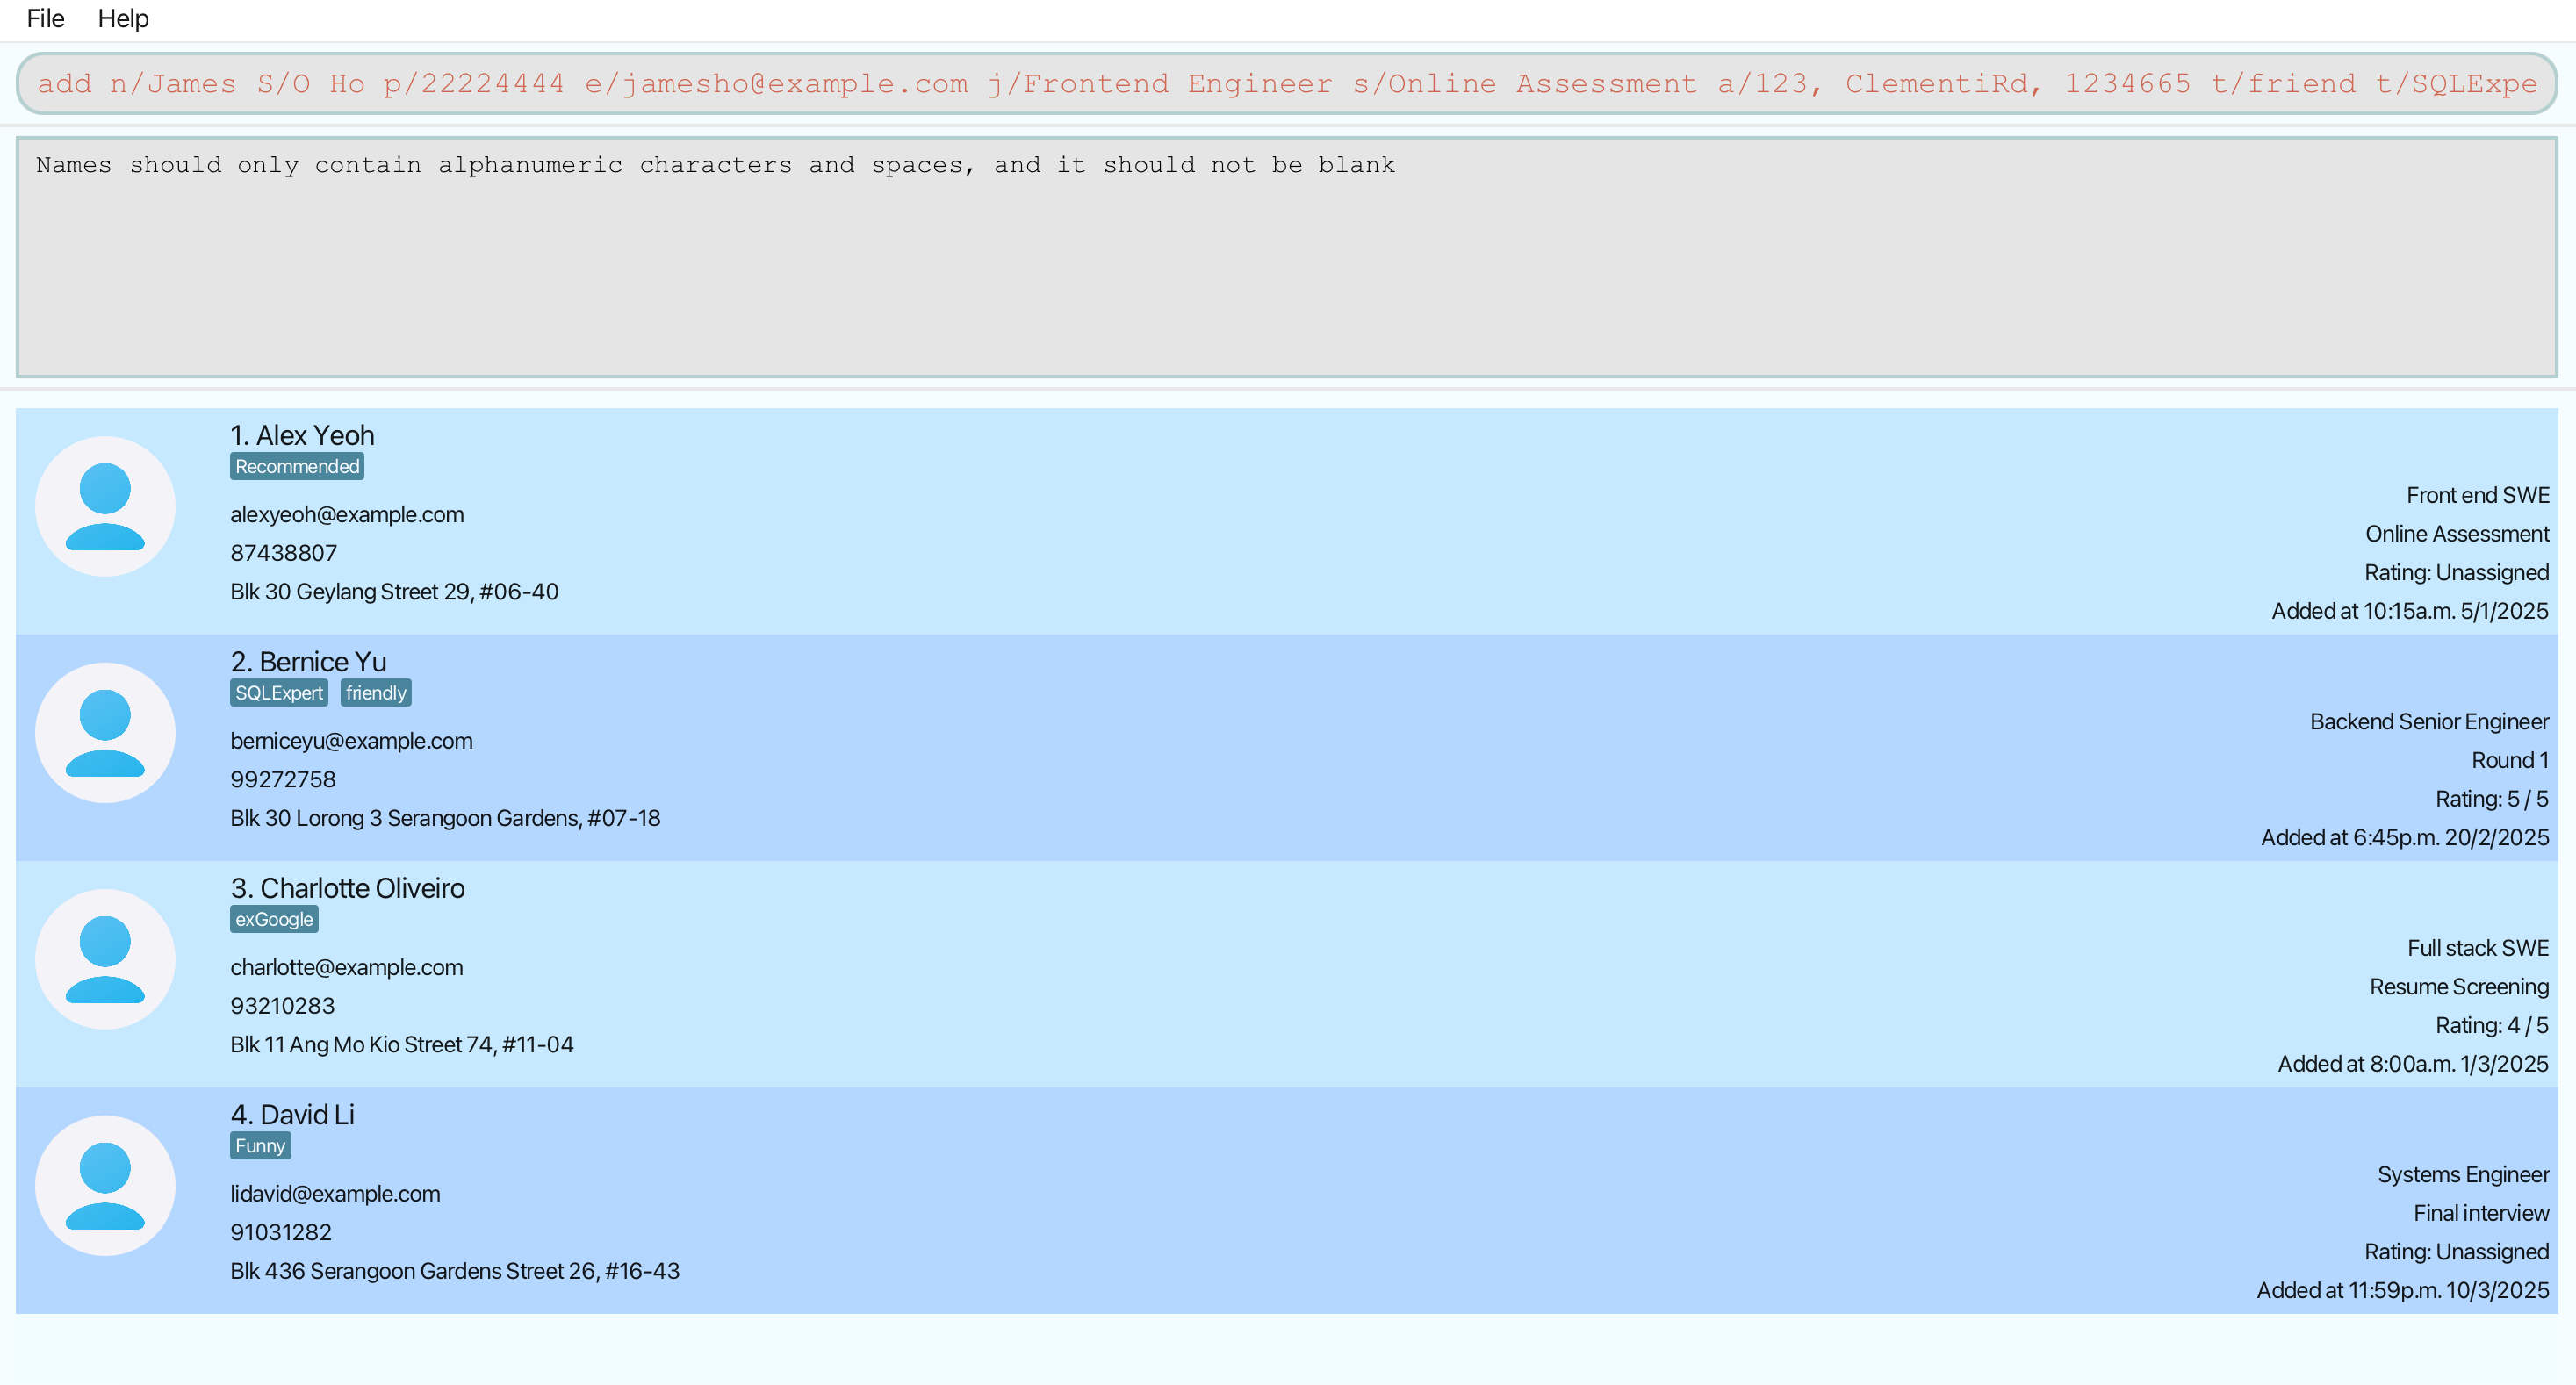 File Help
add n/James S/O Ho p/22224444 e/jamesho@example.com j/Frontend Engineer s/Online Assessment a/123, ClementiRd, 1234665 t/friend t/SQLExpe
Names should only contain alphanumeric characters and spaces, and it should not be blank
1. Alex Yeoh
Recommended
alexyeoh@example.com
87438807
Blk 30 Geylang Street 29, #06-40
Front end SWE
Online Assessment
Rating: Unassigned
Added at 10:15a.m. 5/1/2025
2. Bernice Yu
SQLExpert friendly
berniceyu@example.com
99272758
Blk 30 Lorong 3 Serangoon Gardens, #07-18
Backend Senior Engineer
Round 1
Rating: 5 / 5
Added at 6:45p.m. 20/2/2025
3. Charlotte Oliveiro
exGoogle
charlotte@example.com
93210283
Blk 11 Ang Mo Kio Street 74, #11-04
Full stack SWE
Resume Screening
Rating: 4 / 5
Added at 8:00a.m. 1/3/2025
4. David Li
Funny
lidavid@example.com
91031282
Blk 436 Serangoon Gardens Street 26, #16-43
Systems Engineer
Final interview
Rating: Unassigned
Added at 11:59p.m. 10/3/2025